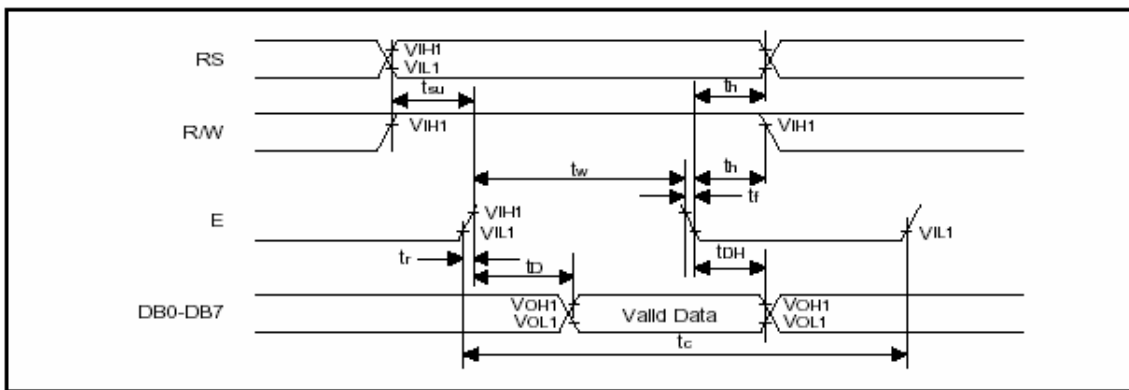 RS
VIH1
VIL1
tsu
th
R/W
VIH1
VIH1
tw
th
tf
E
VIH1
VIL1
VIL1
tr
tD
tDH
DB0-DB7
VOH1
VOL1
Valid Data
VOH1
VOL1
tc